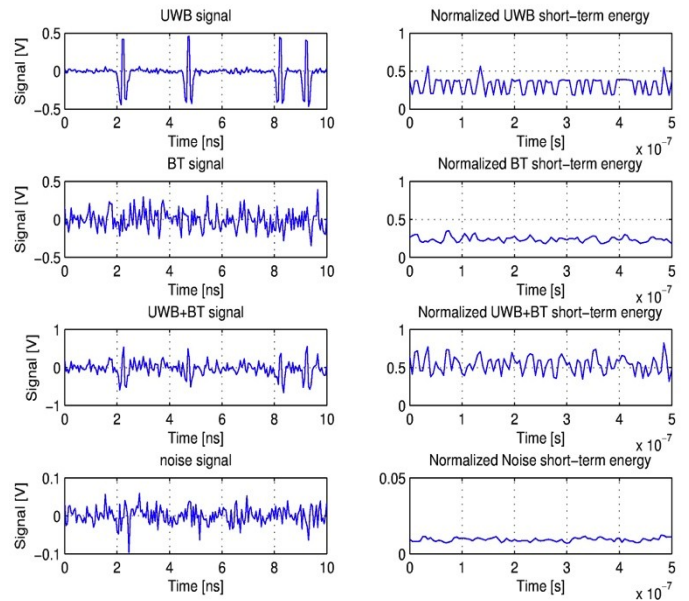 UWB signal
Signal [V]
0.5
0
-0.5
0 2 4 6 8 10
Time [ns]
Normalized UWB short-term energy
1
0.5
0
0 1 2 3 4 5
Time [s]
x 10^-7
BT signal
Signal [V]
0.5
0
-0.5
0 2 4 6 8 10
Time [ns]
Normalized BT short-term energy
1
0.5
0
0 1 2 3 4 5
Time [s]
x 10^-7
UWB+BT signal
Signal [V]
1
0
-1
0 2 4 6 8 10
Time [ns]
Normalized UWB+BT short-term energy
1
0.5
0
0 1 2 3 4 5
Time [s]
x 10^-7
noise signal
Signal [V]
0.1
0
-0.1
0 2 4 6 8 10
Time [ns]
Normalized Noise short-term energy
0.05
0
0 1 2 3 4 5
Time [s]
x 10^-7